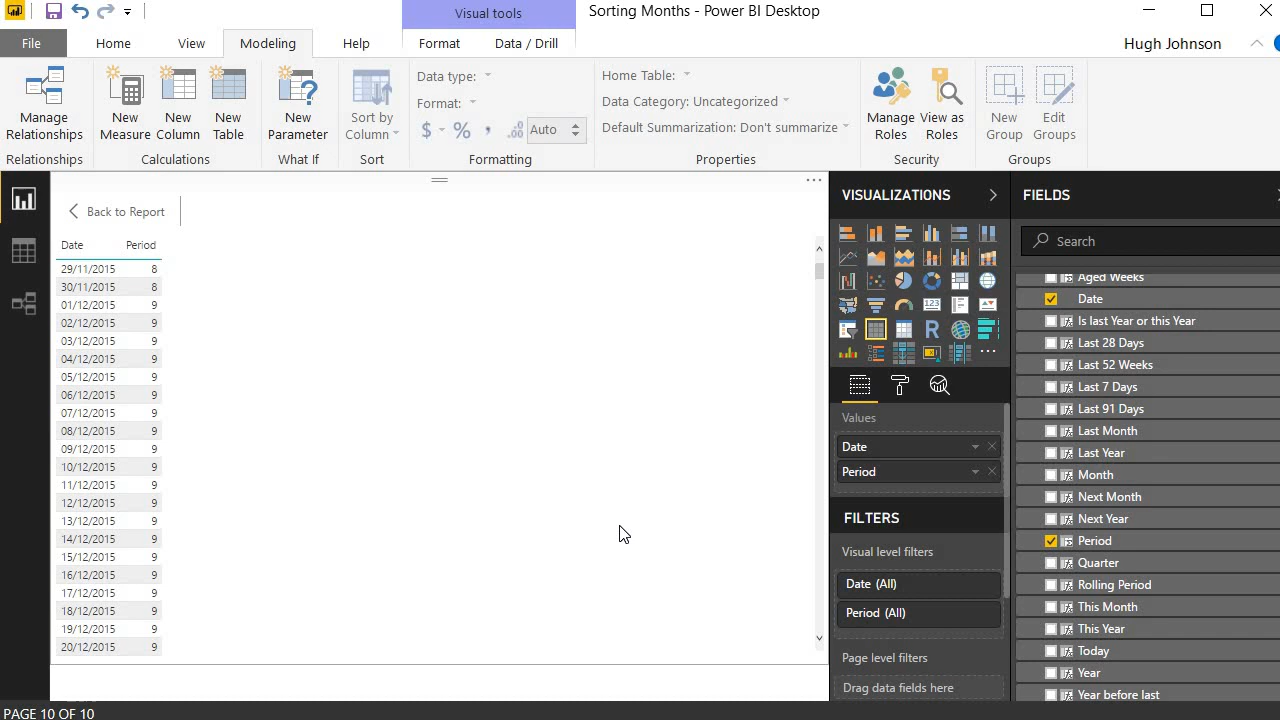 Visual tools
Sorting Months - Power BI Desktop
File
Home
View
Modeling
Help
Format
Data / Drill
Hugh Johnson
Manage Relationships
Relationships
New Measure
New Column
New Table
Calculations
New Parameter
What If
Sort by Column
Sort
Data type:
Format:
$ % , .00 Auto
Formatting
Home Table:
Data Category: Uncategorized
Default Summarization: Don't summarize
Properties
Manage Roles
View as Roles
Security
New Group
Edit Groups
Groups
Back to Report
Date Period
29/11/2015 8
30/11/2015 8
01/12/2015 9
02/12/2015 9
03/12/2015 9
04/12/2015 9
05/12/2015 9
06/12/2015 9
07/12/2015 9
08/12/2015 9
09/12/2015 9
10/12/2015 9
11/12/2015 9
12/12/2015 9
13/12/2015 9
14/12/2015 9
15/12/2015 9
16/12/2015 9
17/12/2015 9
18/12/2015 9
19/12/2015 9
20/12/2015 9
VISUALIZATIONS
R
123
Values
Date
Period
FILTERS
Visual level filters
Date (All)
Period (All)
Page level filters
Drag data fields here
FIELDS
Search
Aged Weeks
Date
Is last Year or this Year
Last 28 Days
Last 52 Weeks
Last 7 Days
Last 91 Days
Last Month
Last Year
Month
Next Month
Next Year
Period
Quarter
Rolling Period
This Month
This Year
Today
Year
Year before last
PAGE 10 OF 10